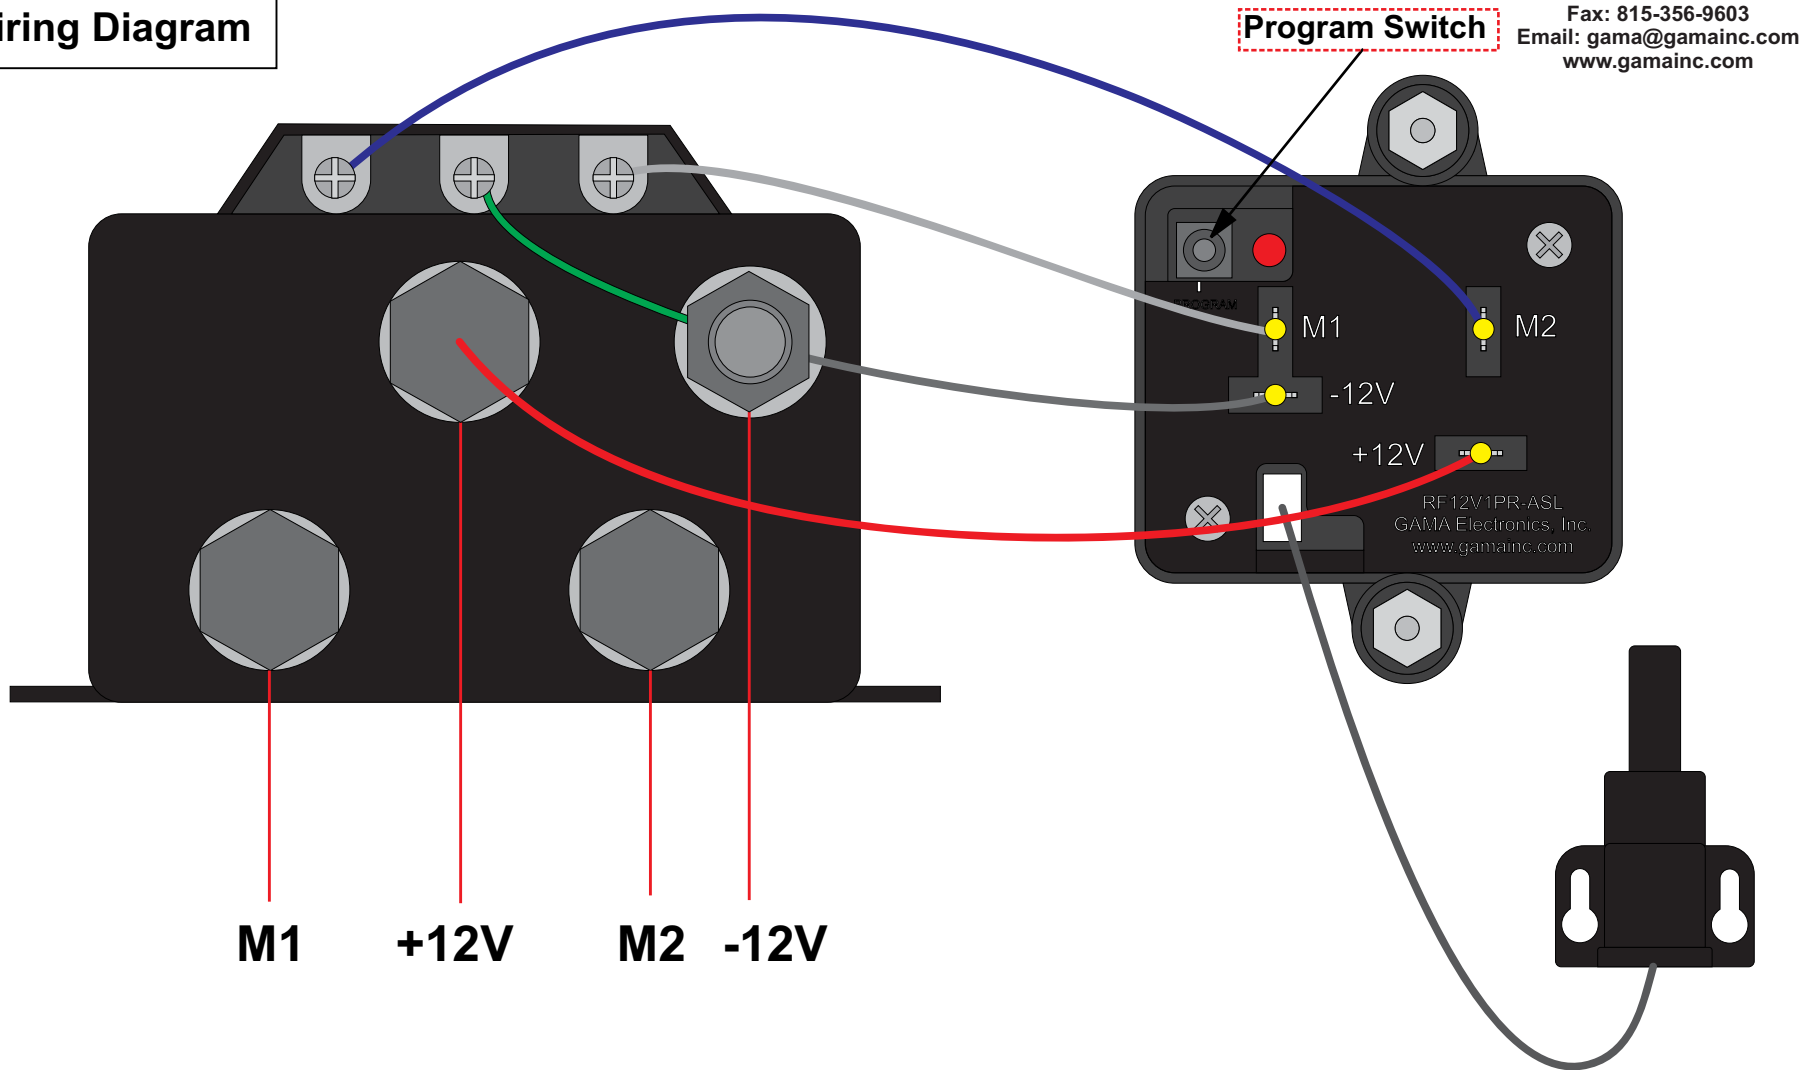 iring Diagram
Program Switch
Fax: 815-356-9603
Email: gama@gamainc.com
www.gamainc.com
PROGRAM
M1
M2
-12V
+12V
RF12V1PR-ASL
GAMA Electronics, Inc.
www.gamainc.com
M1
+12V
M2
-12V